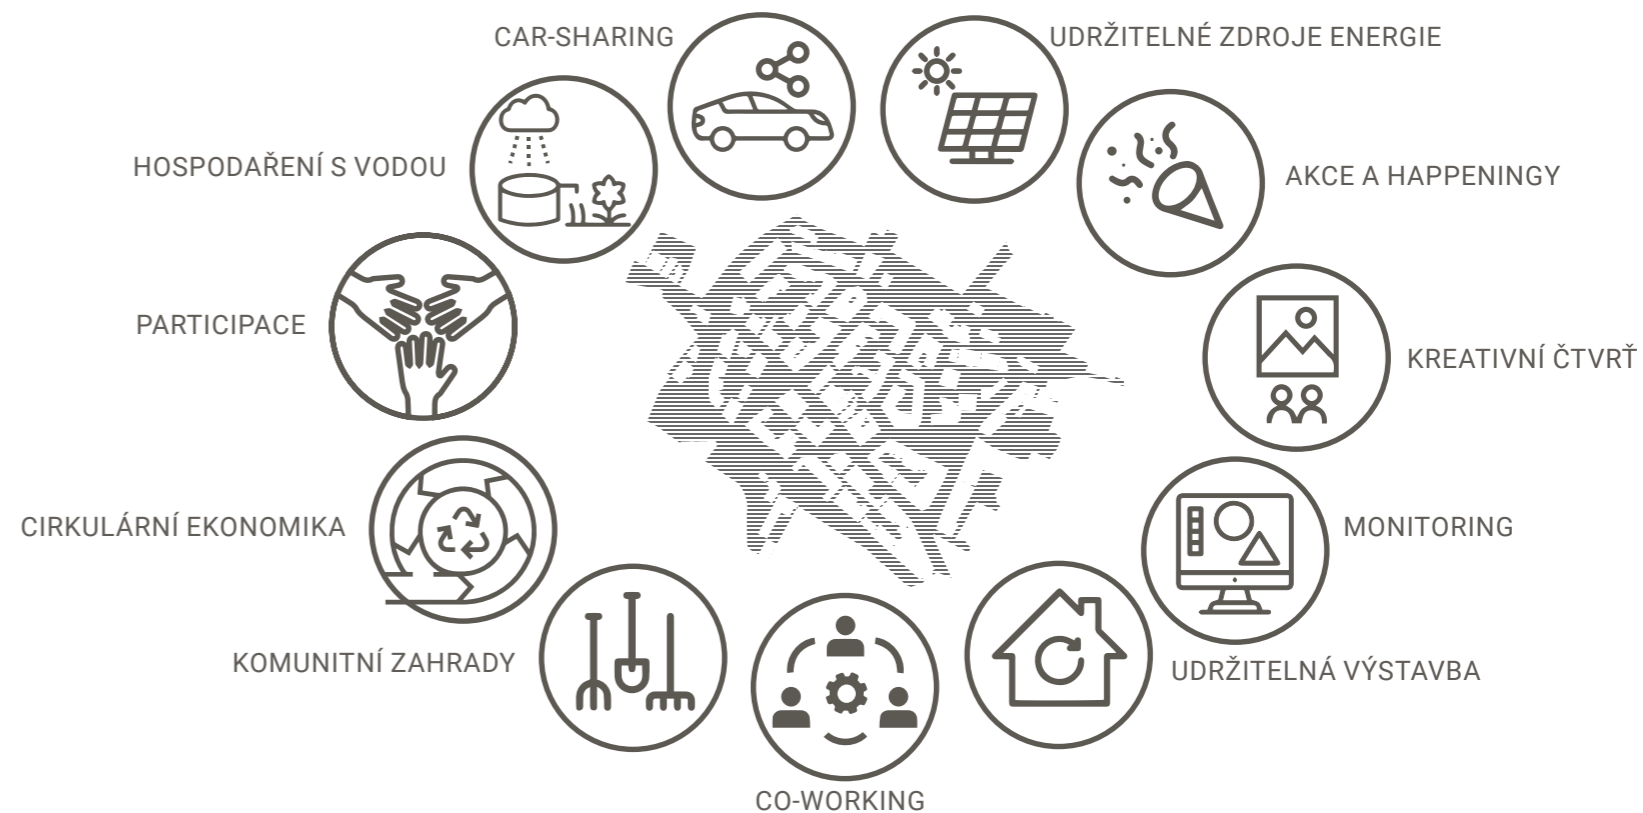 CAR-SHARING
UDRŽITELNÉ ZDROJE ENERGIE
HOSPODAŘENÍ S VODOU
AKCE A HAPPENINGY
PARTICIPACE
KREATIVNÍ ČTVRŤ
CIRKULÁRNÍ EKONOMIKA
MONITORING
KOMUNITNÍ ZAHRADY
UDRŽITELNÁ VÝSTAVBA
CO-WORKING